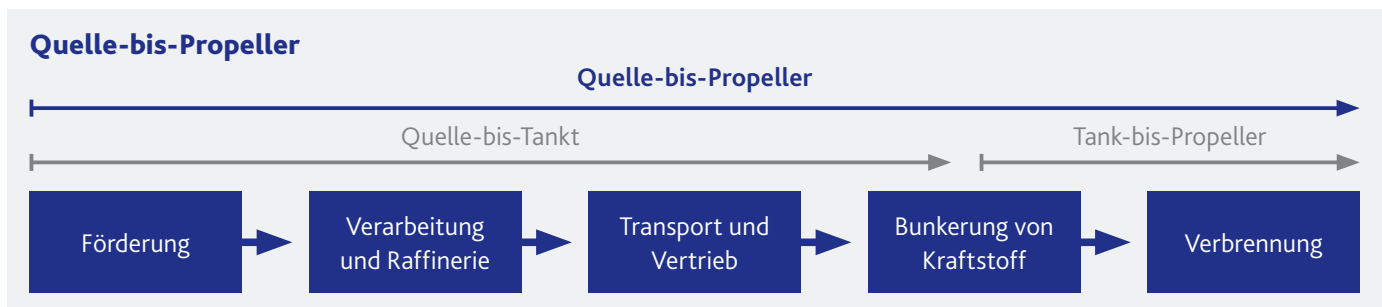 Quelle-bis-Propeller
Quelle-bis-Propeller
Quelle-bis-Tankt
Tank-bis-Propeller
Förderung
Verarbeitung
und Raffinerie
Transport und
Vertrieb
Bunkerung von
Kraftstoff
Verbrennung